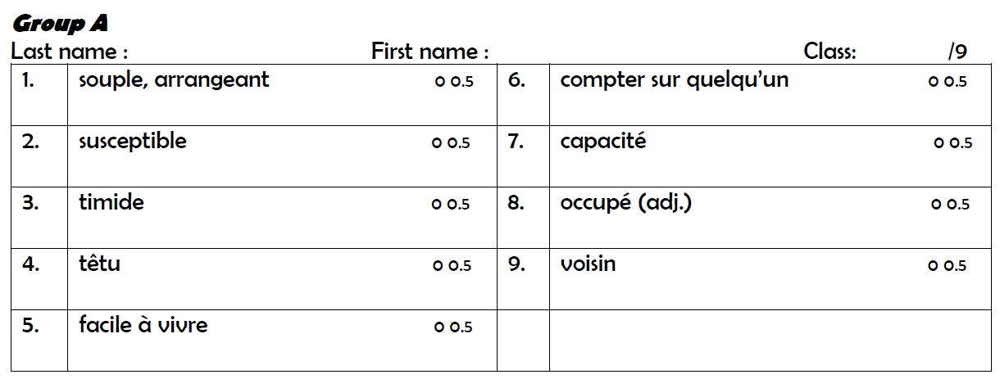 Group A
Last name : First name : Class: /9
1. souple, arrangeant 0 0.5 6. compter sur quelqu’un 0 0.5
2. susceptible 0 0.5 7. capacité 0 0.5
3. timide 0 0.5 8. occupé (adj.) 0 0.5
4. têtu 0 0.5 9. voisin 0 0.5
5. facile à vivre 0 0.5